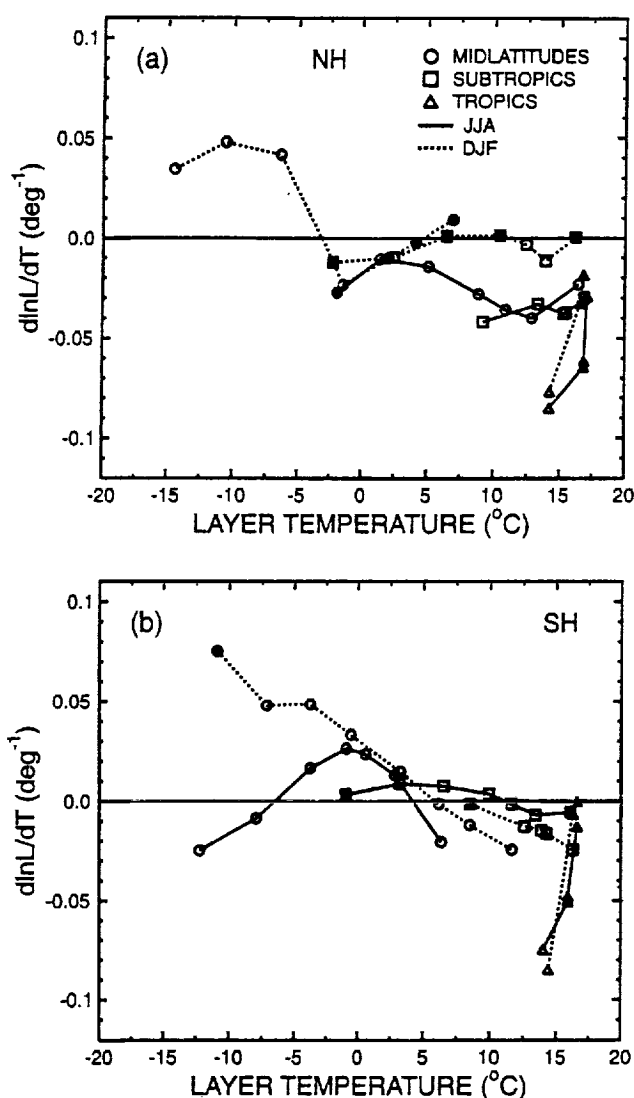 (a) NH
MIDLATITUDES
SUBTROPICS
TROPICS
JJA
DJF
0.1
0.05
0.0
-0.05
-0.1
dlnL/dT (deg⁻¹)
-20 -15 -10 -5 0 5 10 15 20
LAYER TEMPERATURE (°C)
(b) SH
0.1
0.05
0.0
-0.05
-0.1
dlnL/dT (deg⁻¹)
-20 -15 -10 -5 0 5 10 15 20
LAYER TEMPERATURE (°C)